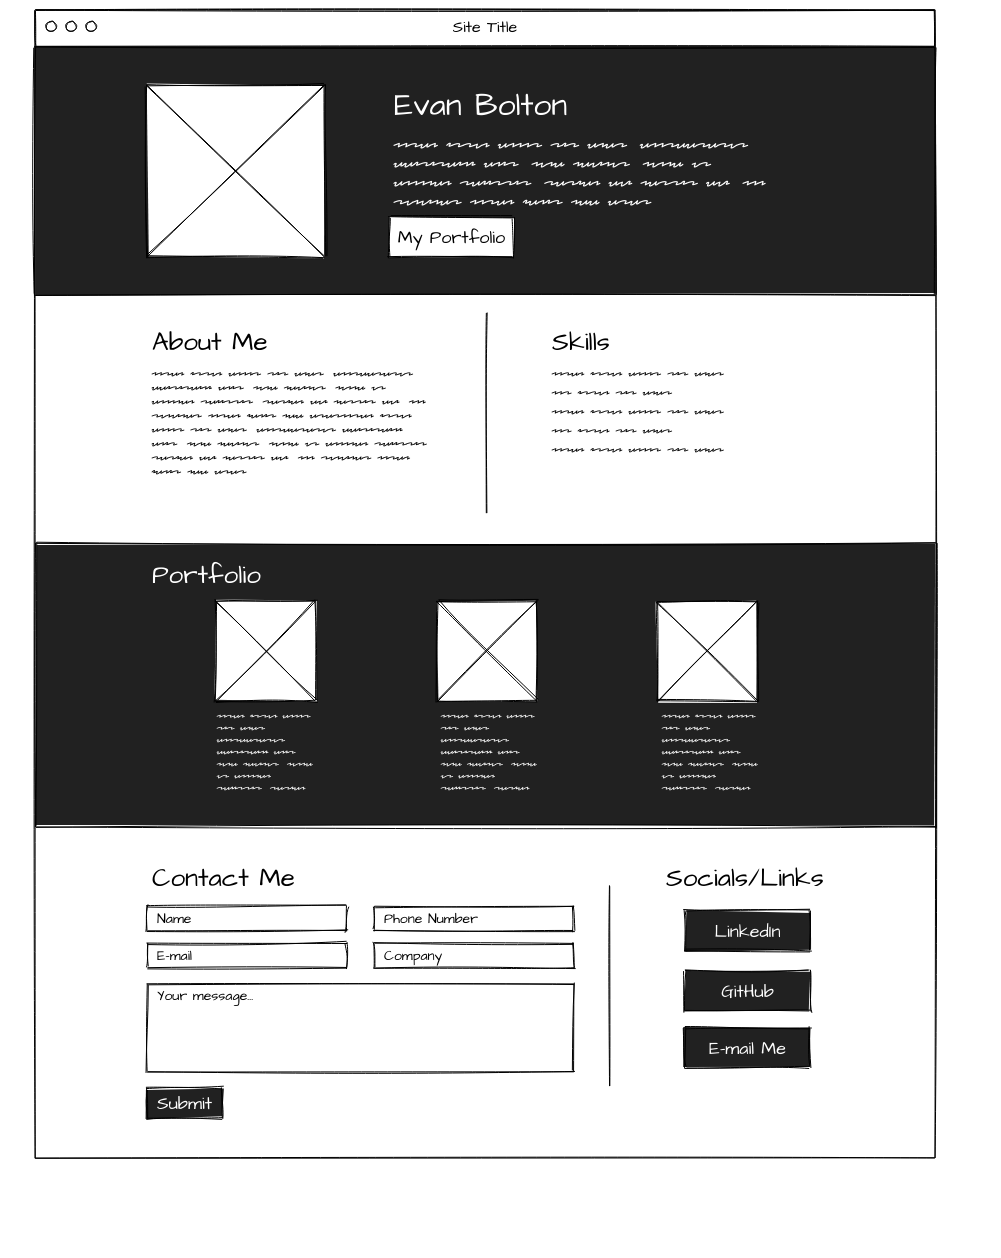 Site Title
Evan Bolton
My Portfolio
About Me
Skills
Portfolio
Contact Me
Socials/Links
Name
Phone Number
E-mail
Company
Your message...
Submit
LinkedIn
GitHub
E-mail Me